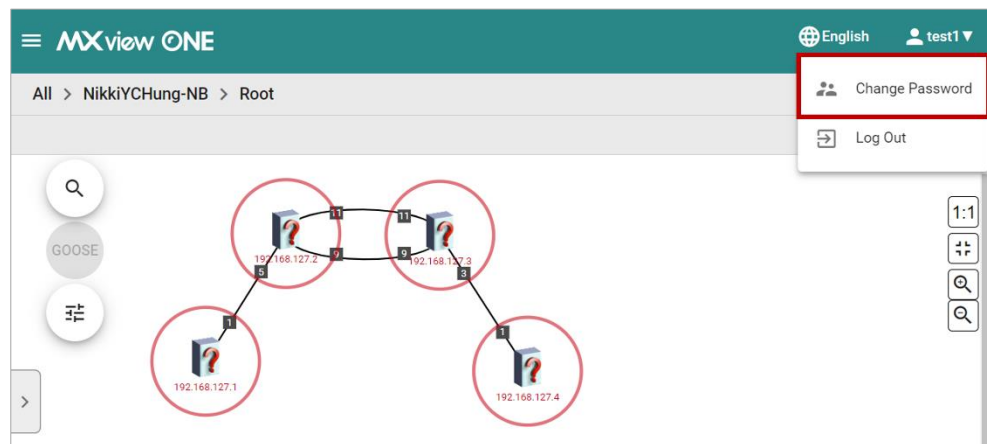 MXview ONE
English
test1▼
All > NikkiYCHung-NB > Root
Change Password
Log Out
GOOSE
1:1
11
11
192.168.127.2
9
9
192.168.127.3
5
3
1
1
192.168.127.1
192.168.127.4